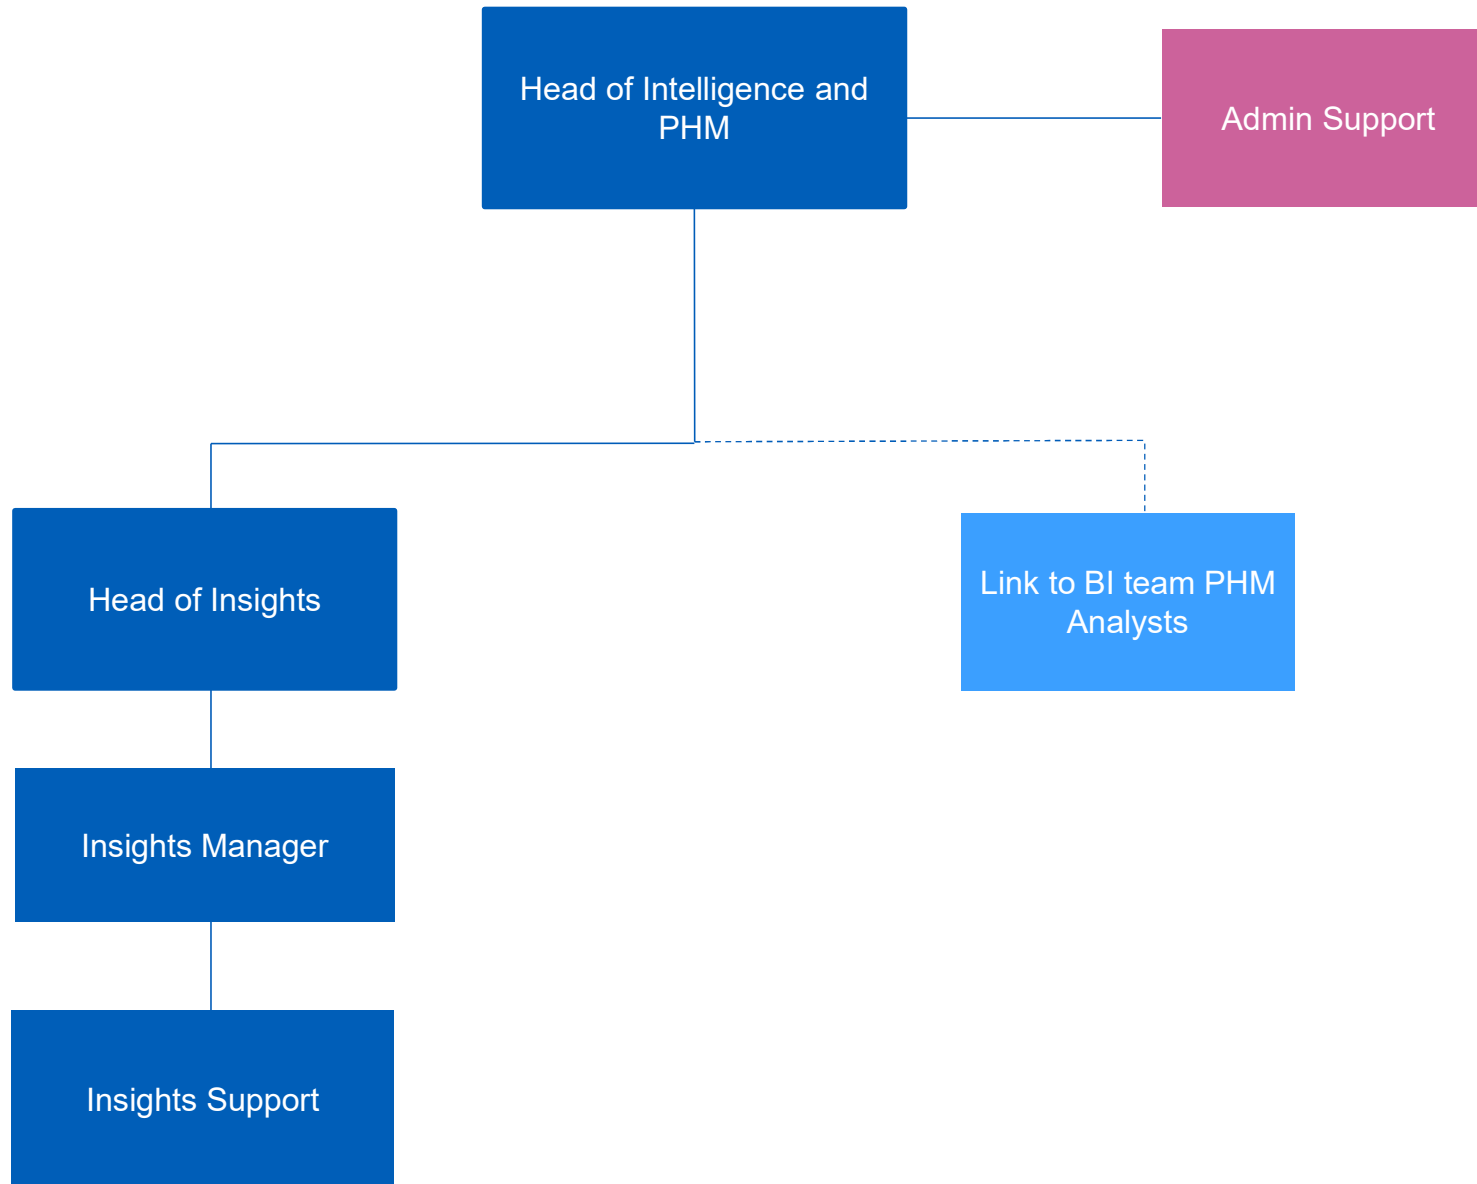 Head of Intelligence and
PHM
Admin Support
Head of Insights
Link to BI team PHM
Analysts
Insights Manager
Insights Support